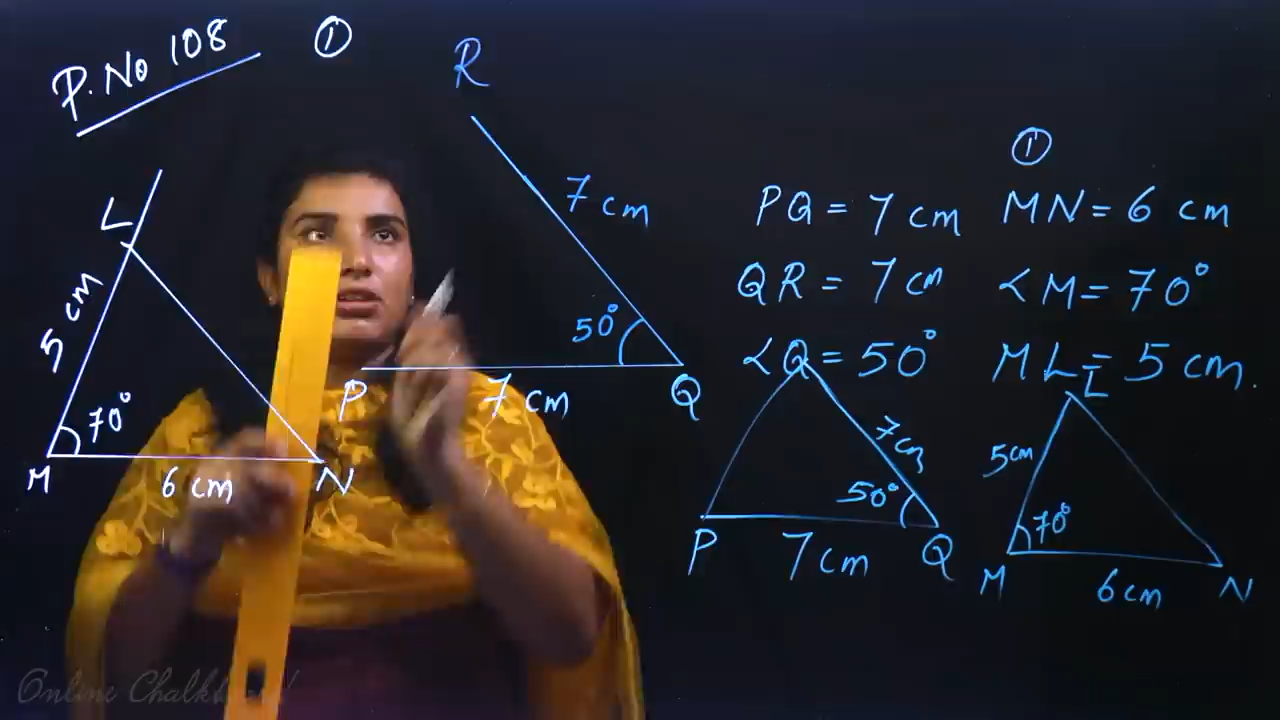 P.No 108 ①
R
7 cm
50°
P 7 cm Q
L
5 cm
70°
M 6 cm N
①
PQ = 7 cm MN = 6 cm
QR = 7 cm <M = 70°
<Q = 50° ML = 5 cm.
7cm
50°
P 7cm Q
L
5cm
70°
M 6cm N
Online